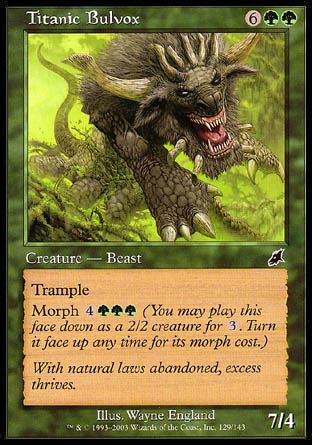 Titanic Bulvox 6
Creature — Beast
Trample
Morph 4 (You may play this
face down as a 2/2 creature for 3. Turn
it face up any time for its morph cost.)
With natural laws abandoned, excess
thrives.
Illus. Wayne England
™ & © 1993–2003 Wizards of the Coast, Inc. 129/143
7/4